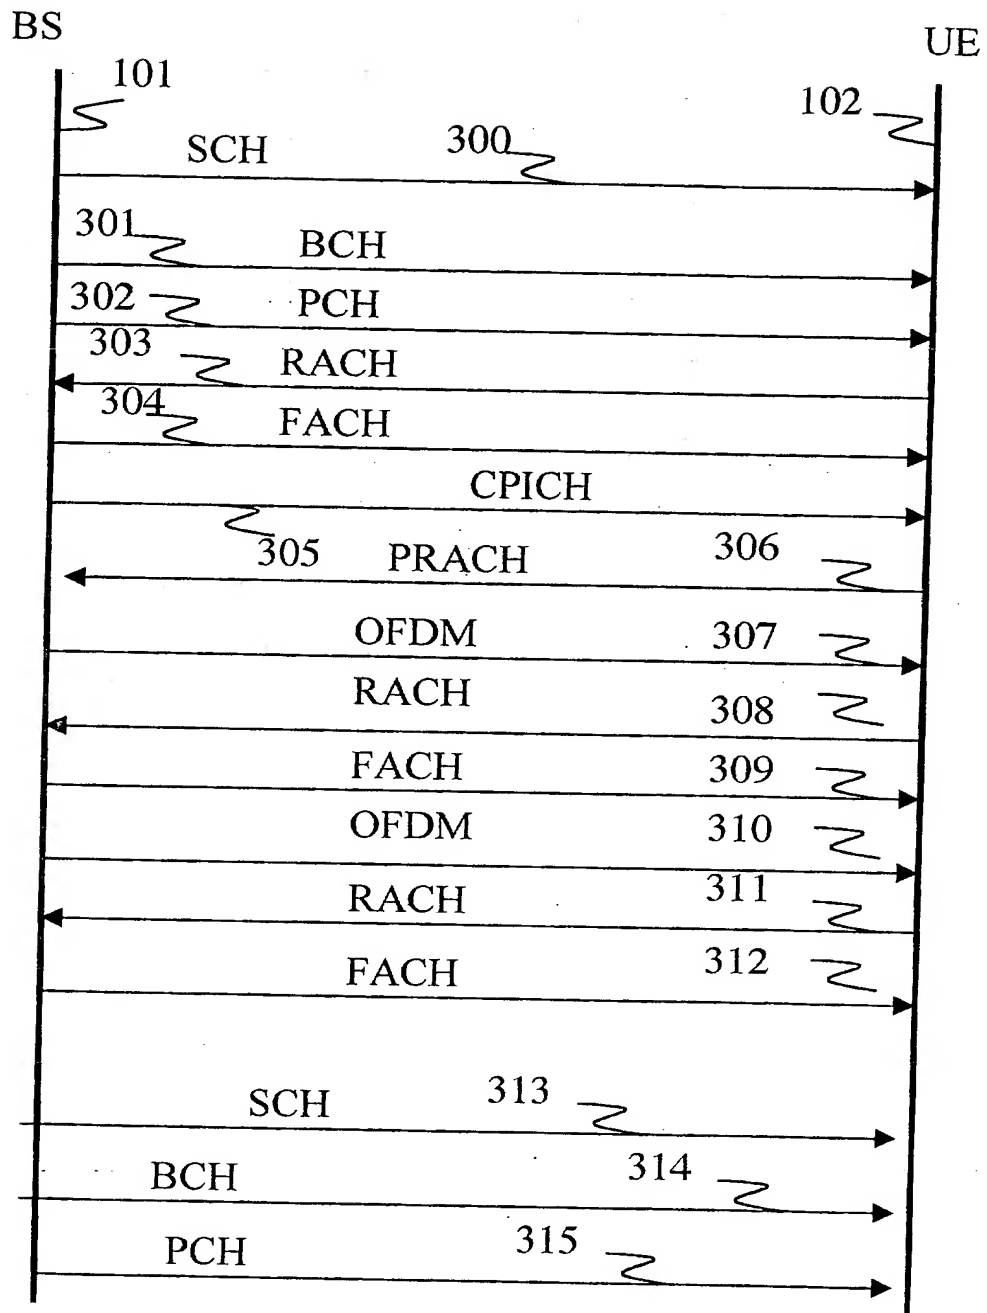 BS UE
101 102
SCH 300
301 BCH
302 PCH
303 RACH
304 FACH
CPICH
305 PRACH 306
OFDM 307
RACH 308
FACH 309
OFDM 310
RACH 311
FACH 312
SCH 313
BCH 314
PCH 315